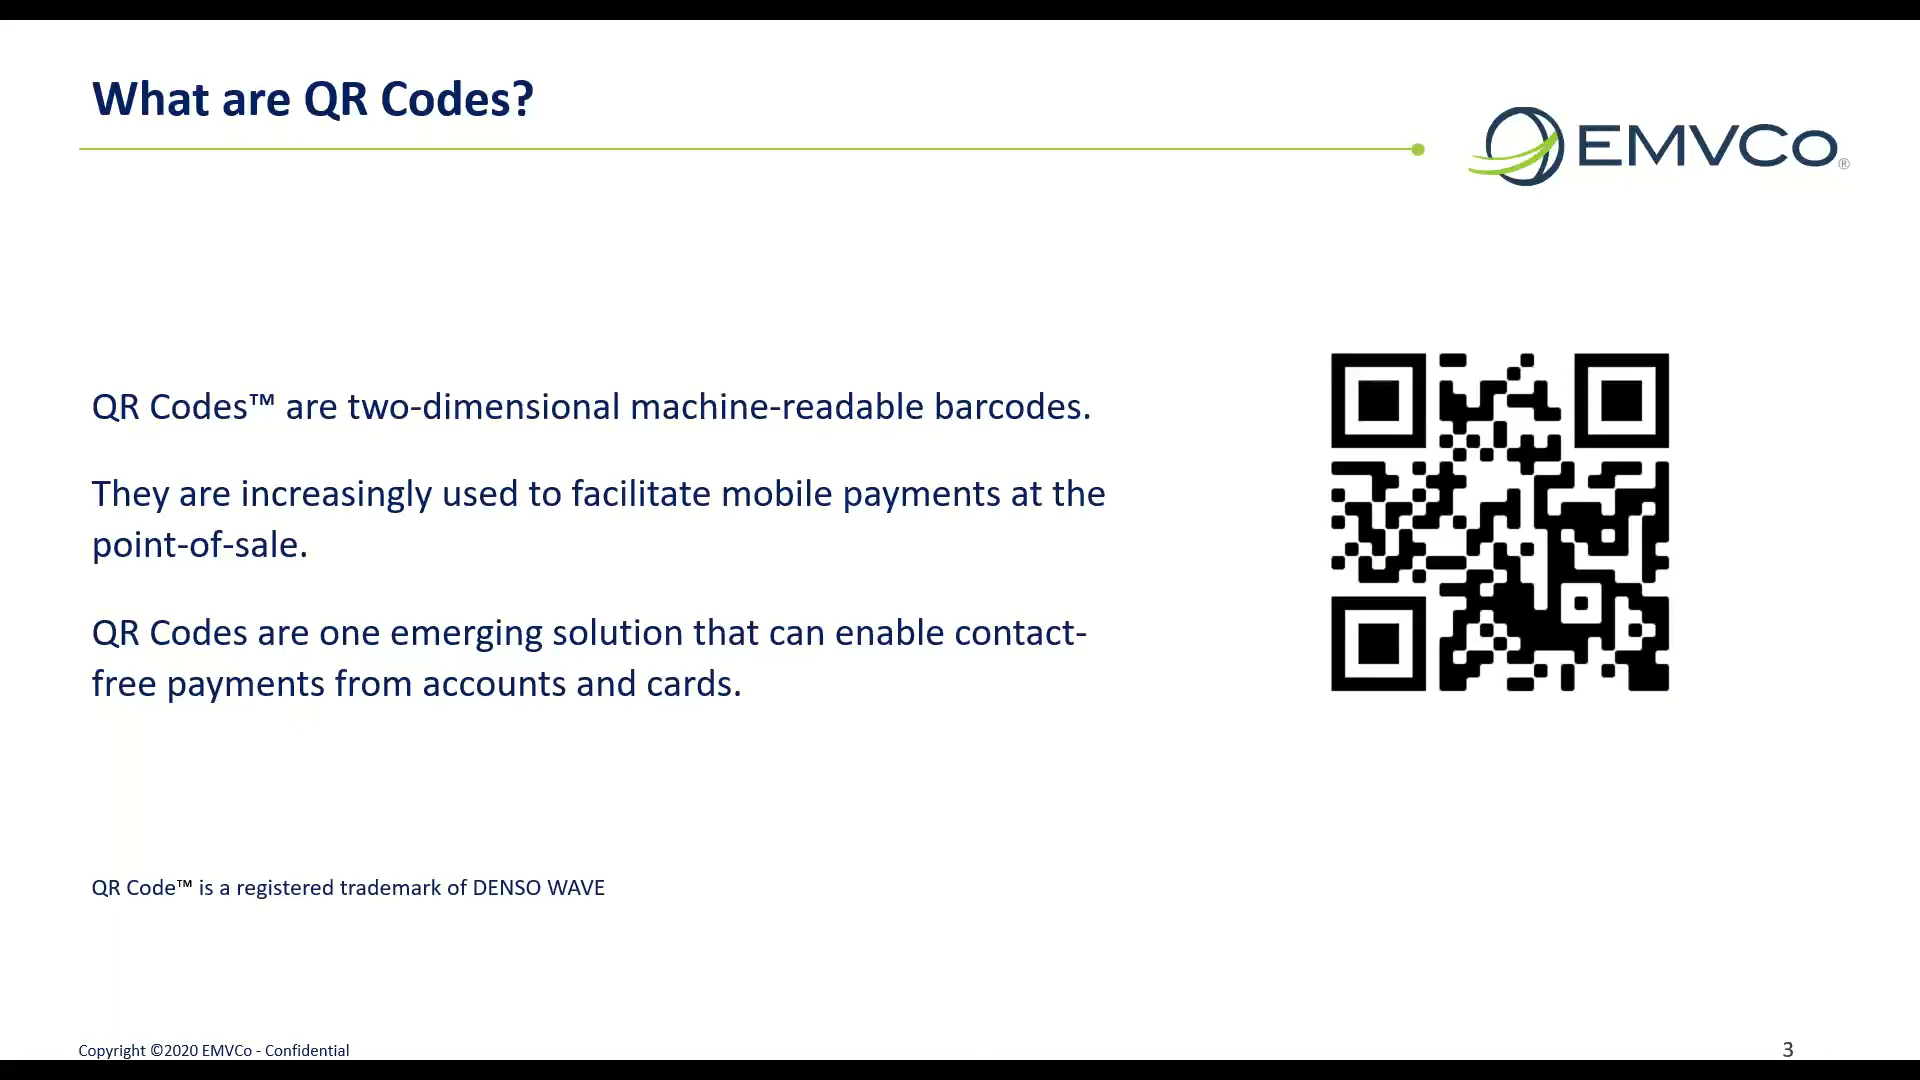 What are QR Codes?
EMVCo®
QR Codes™ are two-dimensional machine-readable barcodes.
They are increasingly used to facilitate mobile payments at the
point-of-sale.
QR Codes are one emerging solution that can enable contact-
free payments from accounts and cards.
QR Code™ is a registered trademark of DENSO WAVE
Copyright ©2020 EMVCo - Confidential
3